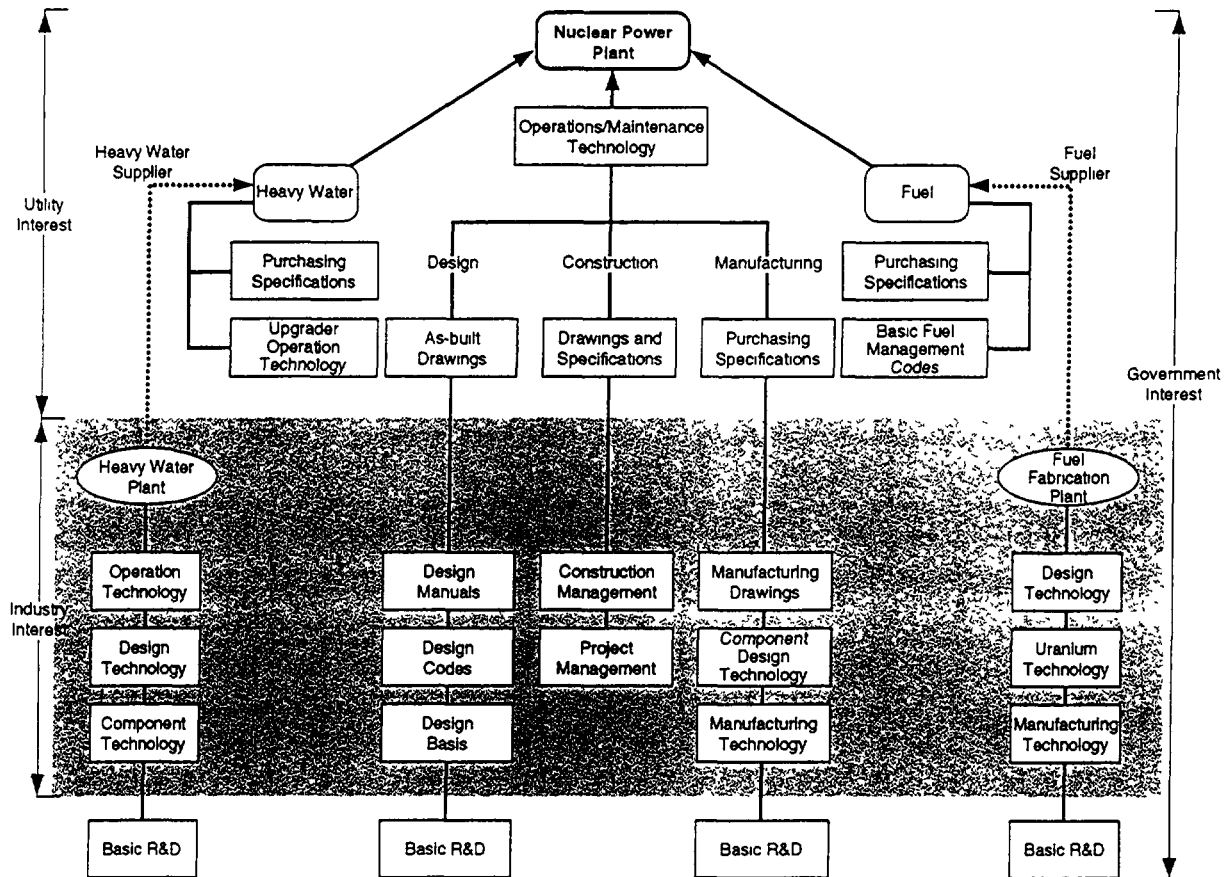 Nuclear Power
Plant
Operations/Maintenance
Technology
Heavy Water
Supplier
Fuel
Supplier
Heavy Water
Fuel
Utility
Interest
Purchasing
Specifications
Design
Construction
Manufacturing
Purchasing
Specifications
Upgrader
Operation
Technology
As-built
Drawings
Drawings and
Specifications
Purchasing
Specifications
Basic Fuel
Management
Codes
Government
Interest
Heavy Water
Plant
Fuel
Fabrication
Plant
Industry
Interest
Operation
Technology
Design
Manuals
Construction
Management
Manufacturing
Drawings
Design
Technology
Design
Technology
Design
Codes
Project
Management
Component
Design
Technology
Uranium
Technology
Component
Technology
Design
Basis
Manufacturing
Technology
Manufacturing
Technology
Basic R&D
Basic R&D
Basic R&D
Basic R&D